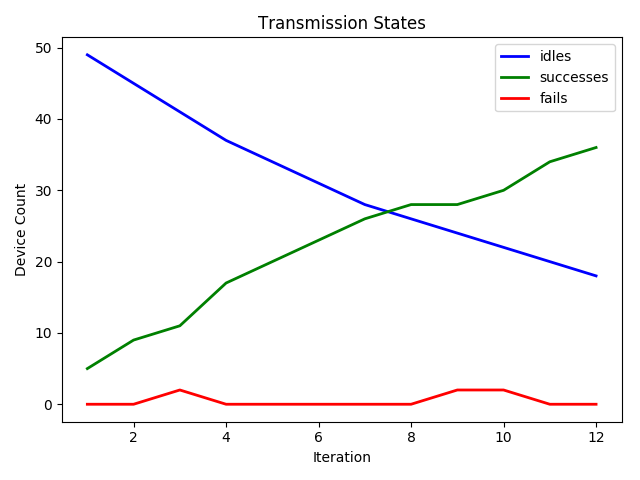 Transmission States
50
40
30
20
10
0
Device Count
idles
successes
fails
2 4 6 8 10 12
Iteration